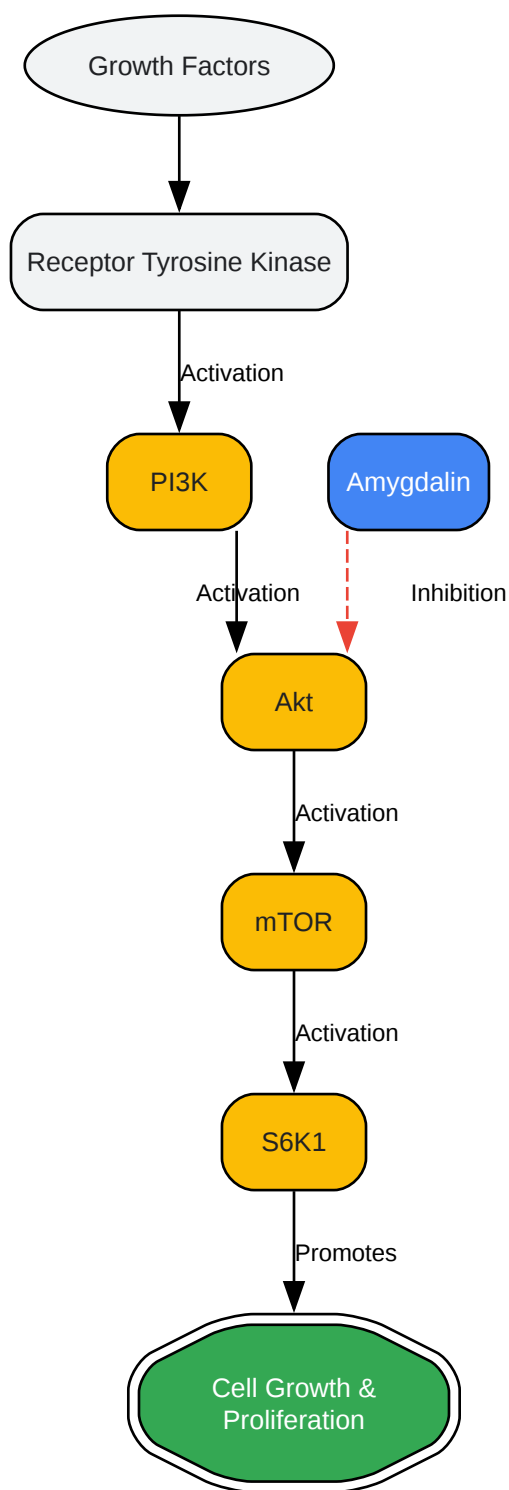 Growth Factors
Receptor Tyrosine Kinase
Activation
PI3K
Amygdalin
Activation
Inhibition
Akt
Activation
mTOR
Activation
S6K1
Promotes
Cell Growth &
Proliferation